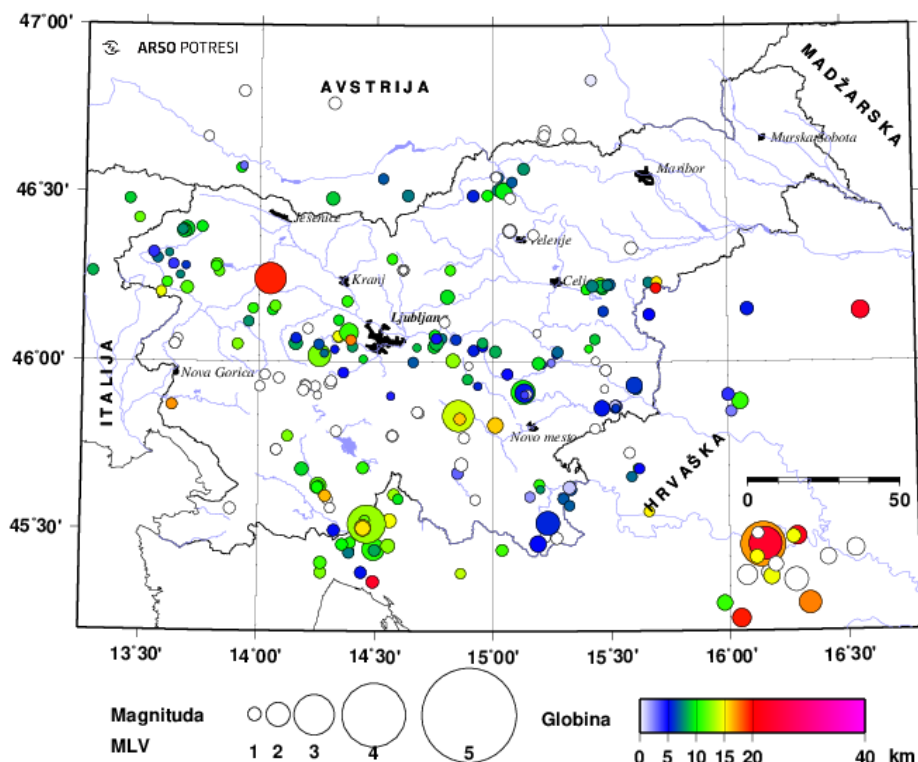 47°00'
ARSO POTRESI
AVSTRIJA
MADŽARSKA
Murska sobota
Maribor
46°30'
Jesenice
Velenje
Kranj
Celje
Ljubljan
46°00'
ITALIJA
Nova Gorica
Novo mesto
HRVAŠKA
0 50
45°30'
13°30' 14°00' 14°30' 15°00' 15°30' 16°00' 16°30'
Magnituda
MLV
1 2 3 4 5
Globina
0 5 10 15 20 40 km